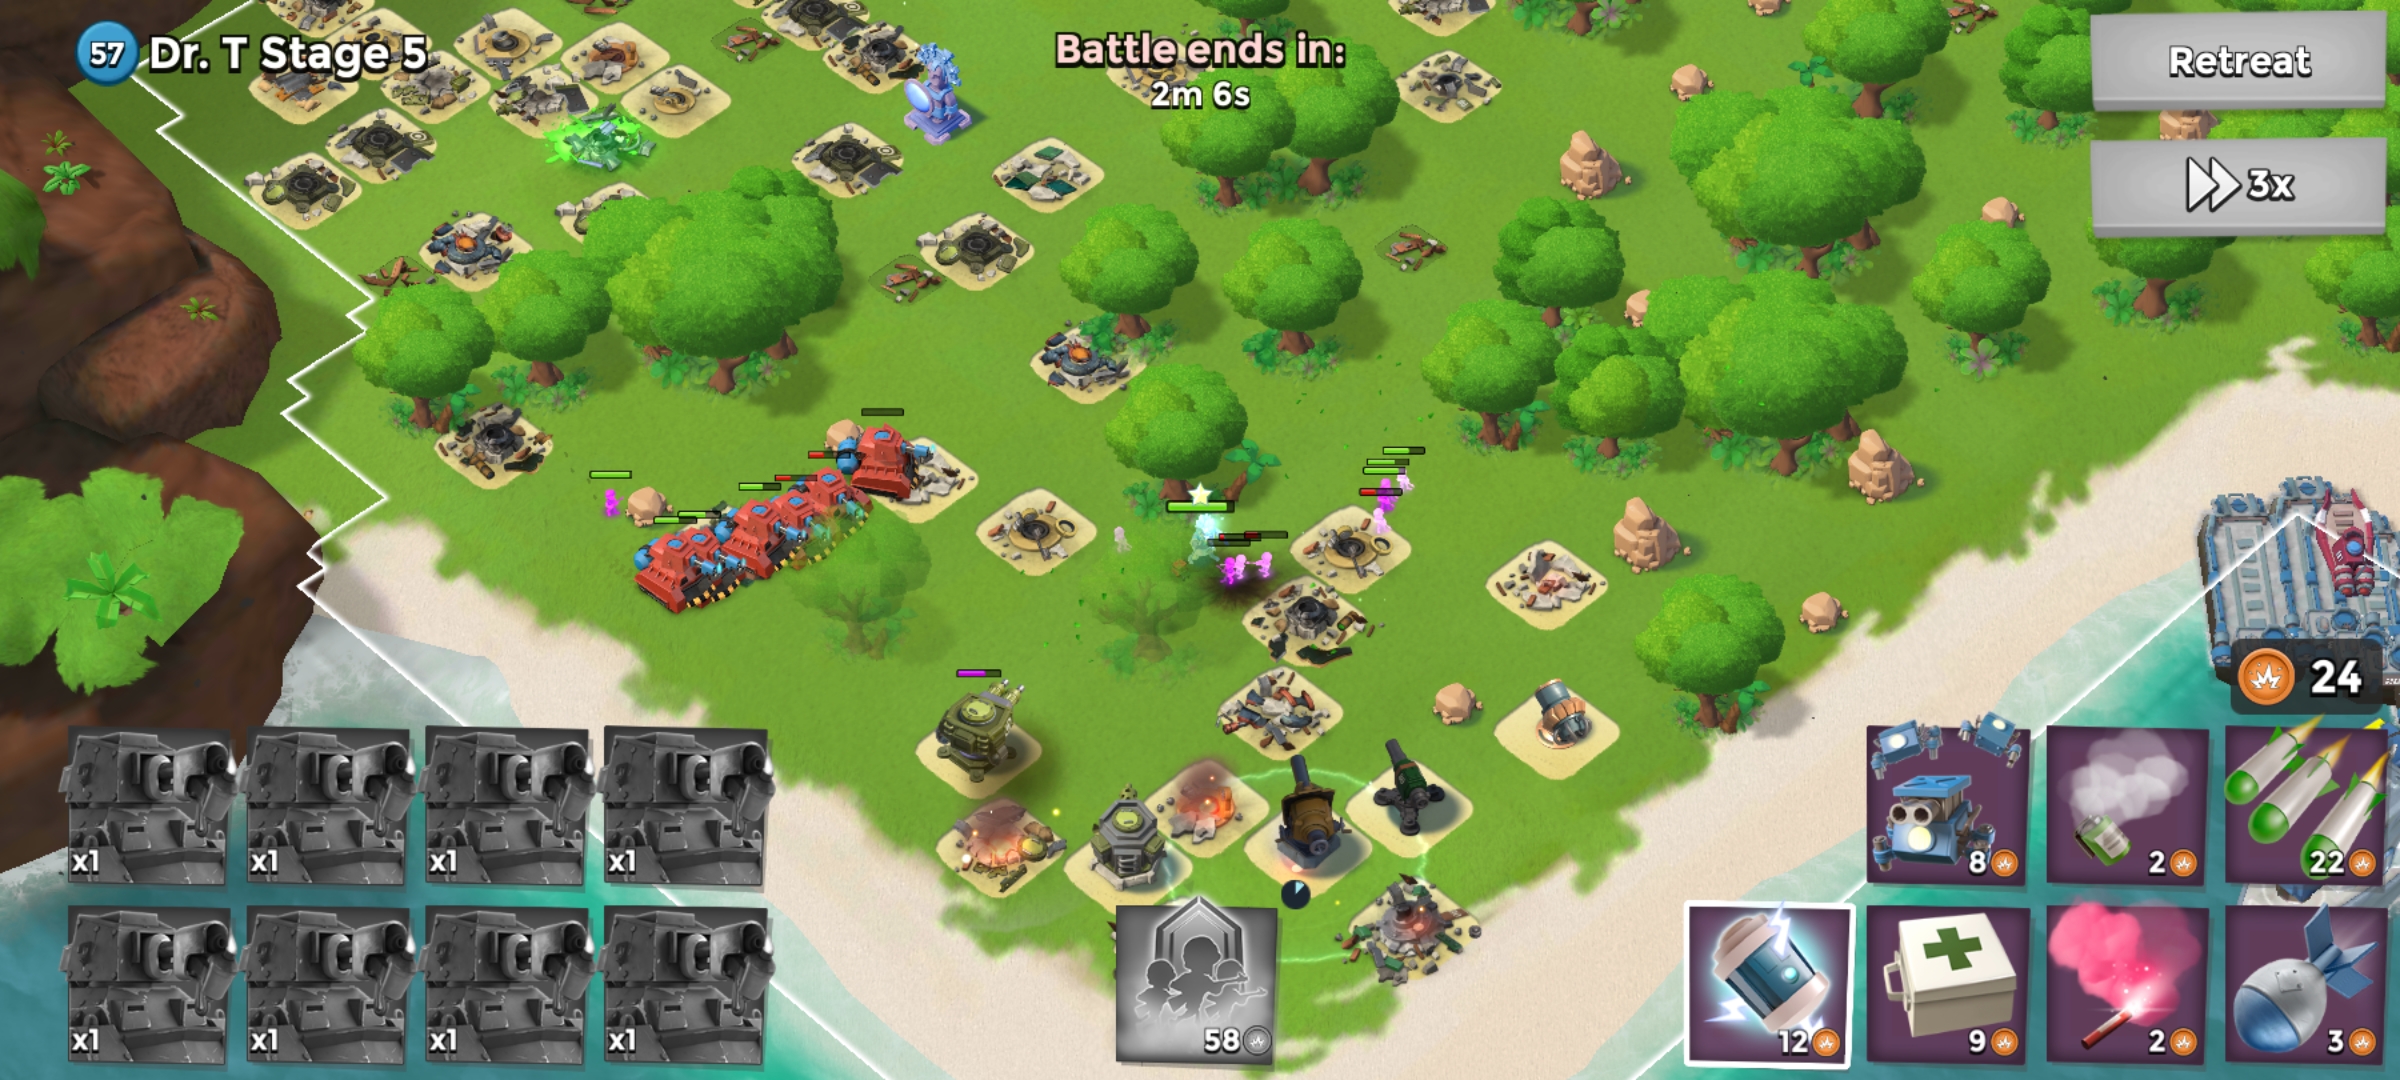 57 Dr. T Stage 5
Battle ends in:
2m 6s
Retreat
3x
24
x1
x1
x1
x1
8
2
22
x1
x1
x1
x1
58
12
9
2
3